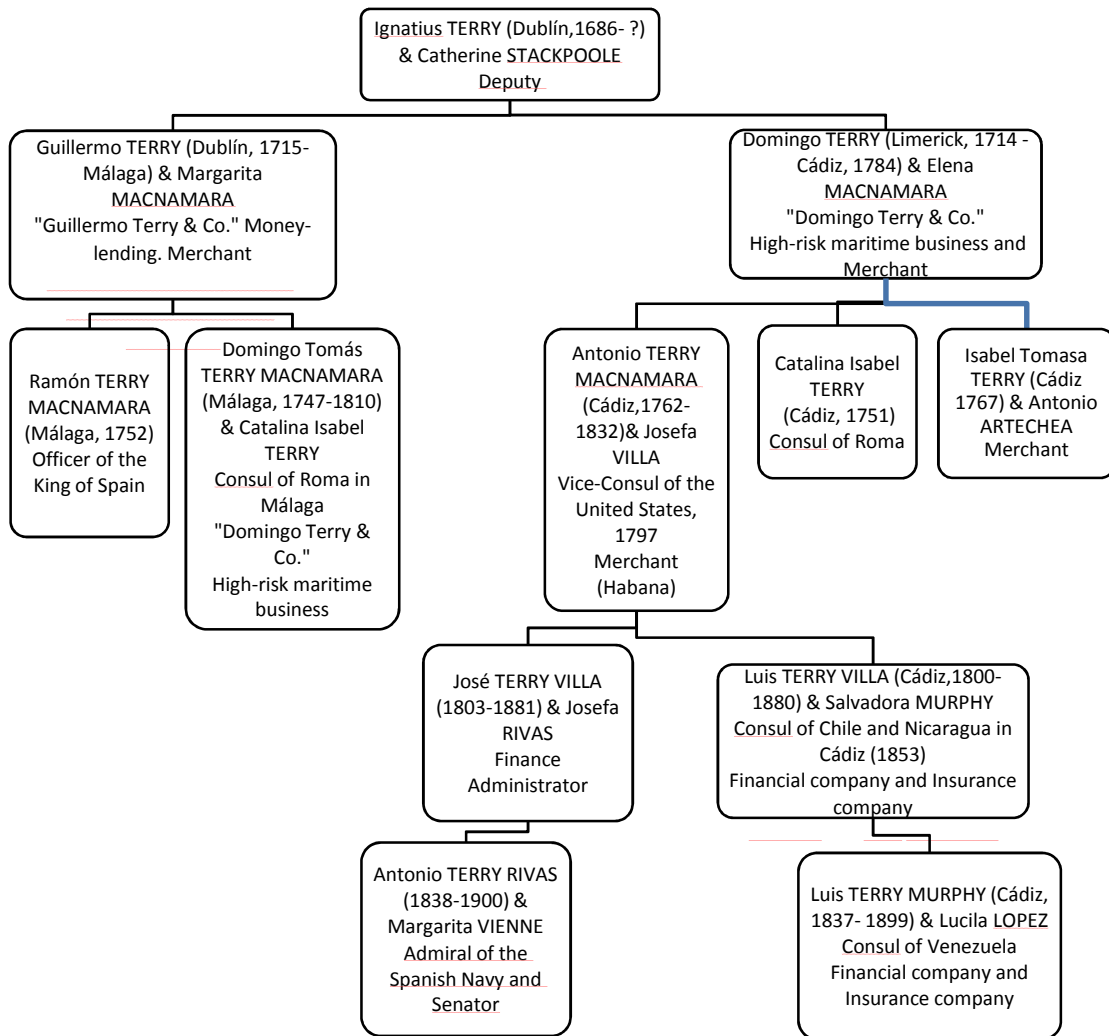 Ignatius TERRY (Dublín,1686- ?)
& Catherine STACKPOOLE
Deputy
Guillermo TERRY (Dublín, 1715-
Málaga) & Margarita
MACNAMARA
"Guillermo Terry & Co." Money-
lending. Merchant
Domingo TERRY (Limerick, 1714 -
Cádiz, 1784) & Elena
MACNAMARA
"Domingo Terry & Co."
High-risk maritime business and
Merchant
Ramón TERRY
MACNAMARA
(Málaga, 1752)
Officer of the
King of Spain
Domingo Tomás
TERRY MACNAMARA
(Málaga, 1747-1810)
& Catalina Isabel
TERRY
Consul of Roma in
Málaga
"Domingo Terry &
Co."
High-risk maritime
business
Antonio TERRY
MACNAMARA
(Cádiz,1762-
1832)& Josefa
VILLA
Vice-Consul of the
United States,
1797
Merchant
(Habana)
Catalina Isabel
TERRY
(Cádiz, 1751)
Consul of Roma
Isabel Tomasa
TERRY (Cádiz
1767) & Antonio
ARTECHEA
Merchant
José TERRY VILLA
(1803-1881) & Josefa
RIVAS
Finance
Administrator
Luis TERRY VILLA (Cádiz,1800-
1880) & Salvadora MURPHY
Consul of Chile and Nicaragua in
Cádiz (1853)
Financial company and Insurance
company
Antonio TERRY RIVAS
(1838-1900) &
Margarita VIENNE
Admiral of the
Spanish Navy and
Senator
Luis TERRY MURPHY (Cádiz,
1837- 1899) & Lucila LOPEZ
Consul of Venezuela
Financial company and
Insurance company